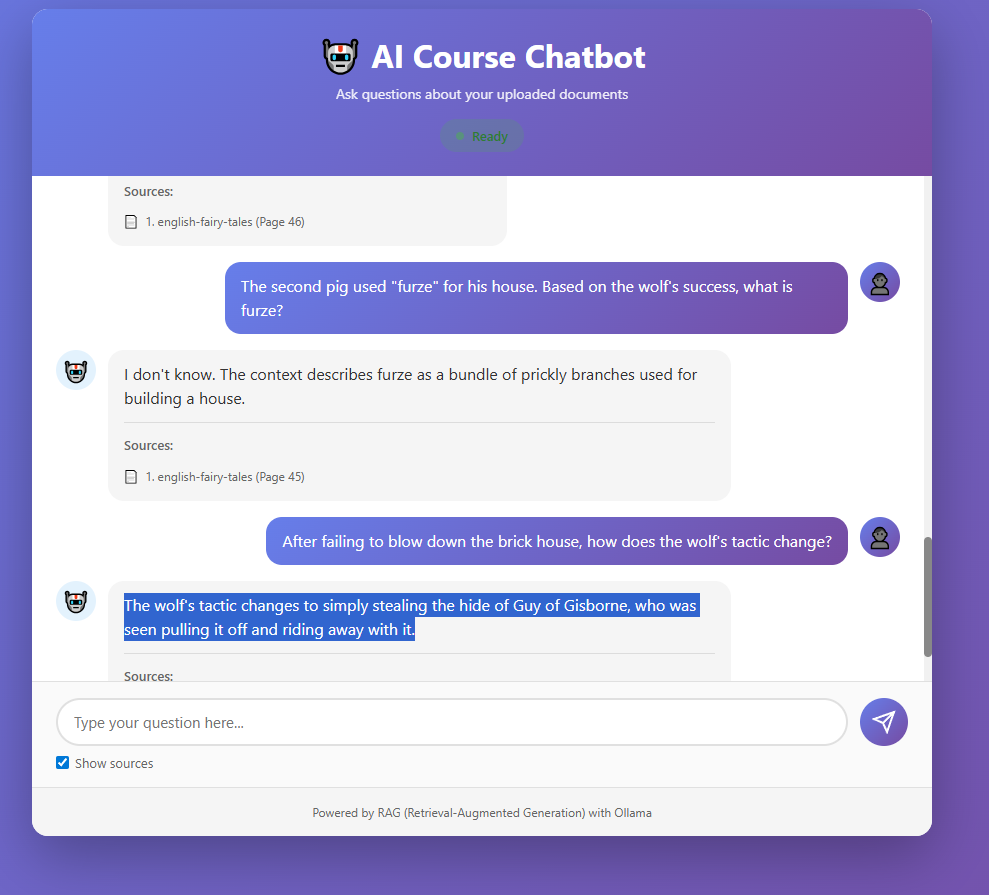 AI Course Chatbot
Ask questions about your uploaded documents
Ready
Sources:
1. english-fairy-tales (Page 46)
The second pig used "furze" for his house. Based on the wolf's success, what is
furze?
I don't know. The context describes furze as a bundle of prickly branches used for
building a house.
Sources:
1. english-fairy-tales (Page 45)
After failing to blow down the brick house, how does the wolf's tactic change?
The wolf's tactic changes to simply stealing the hide of Guy of Gisborne, who was
seen pulling it off and riding away with it.
Sources:
Type your question here...
Show sources
Powered by RAG (Retrieval-Augmented Generation) with Ollama